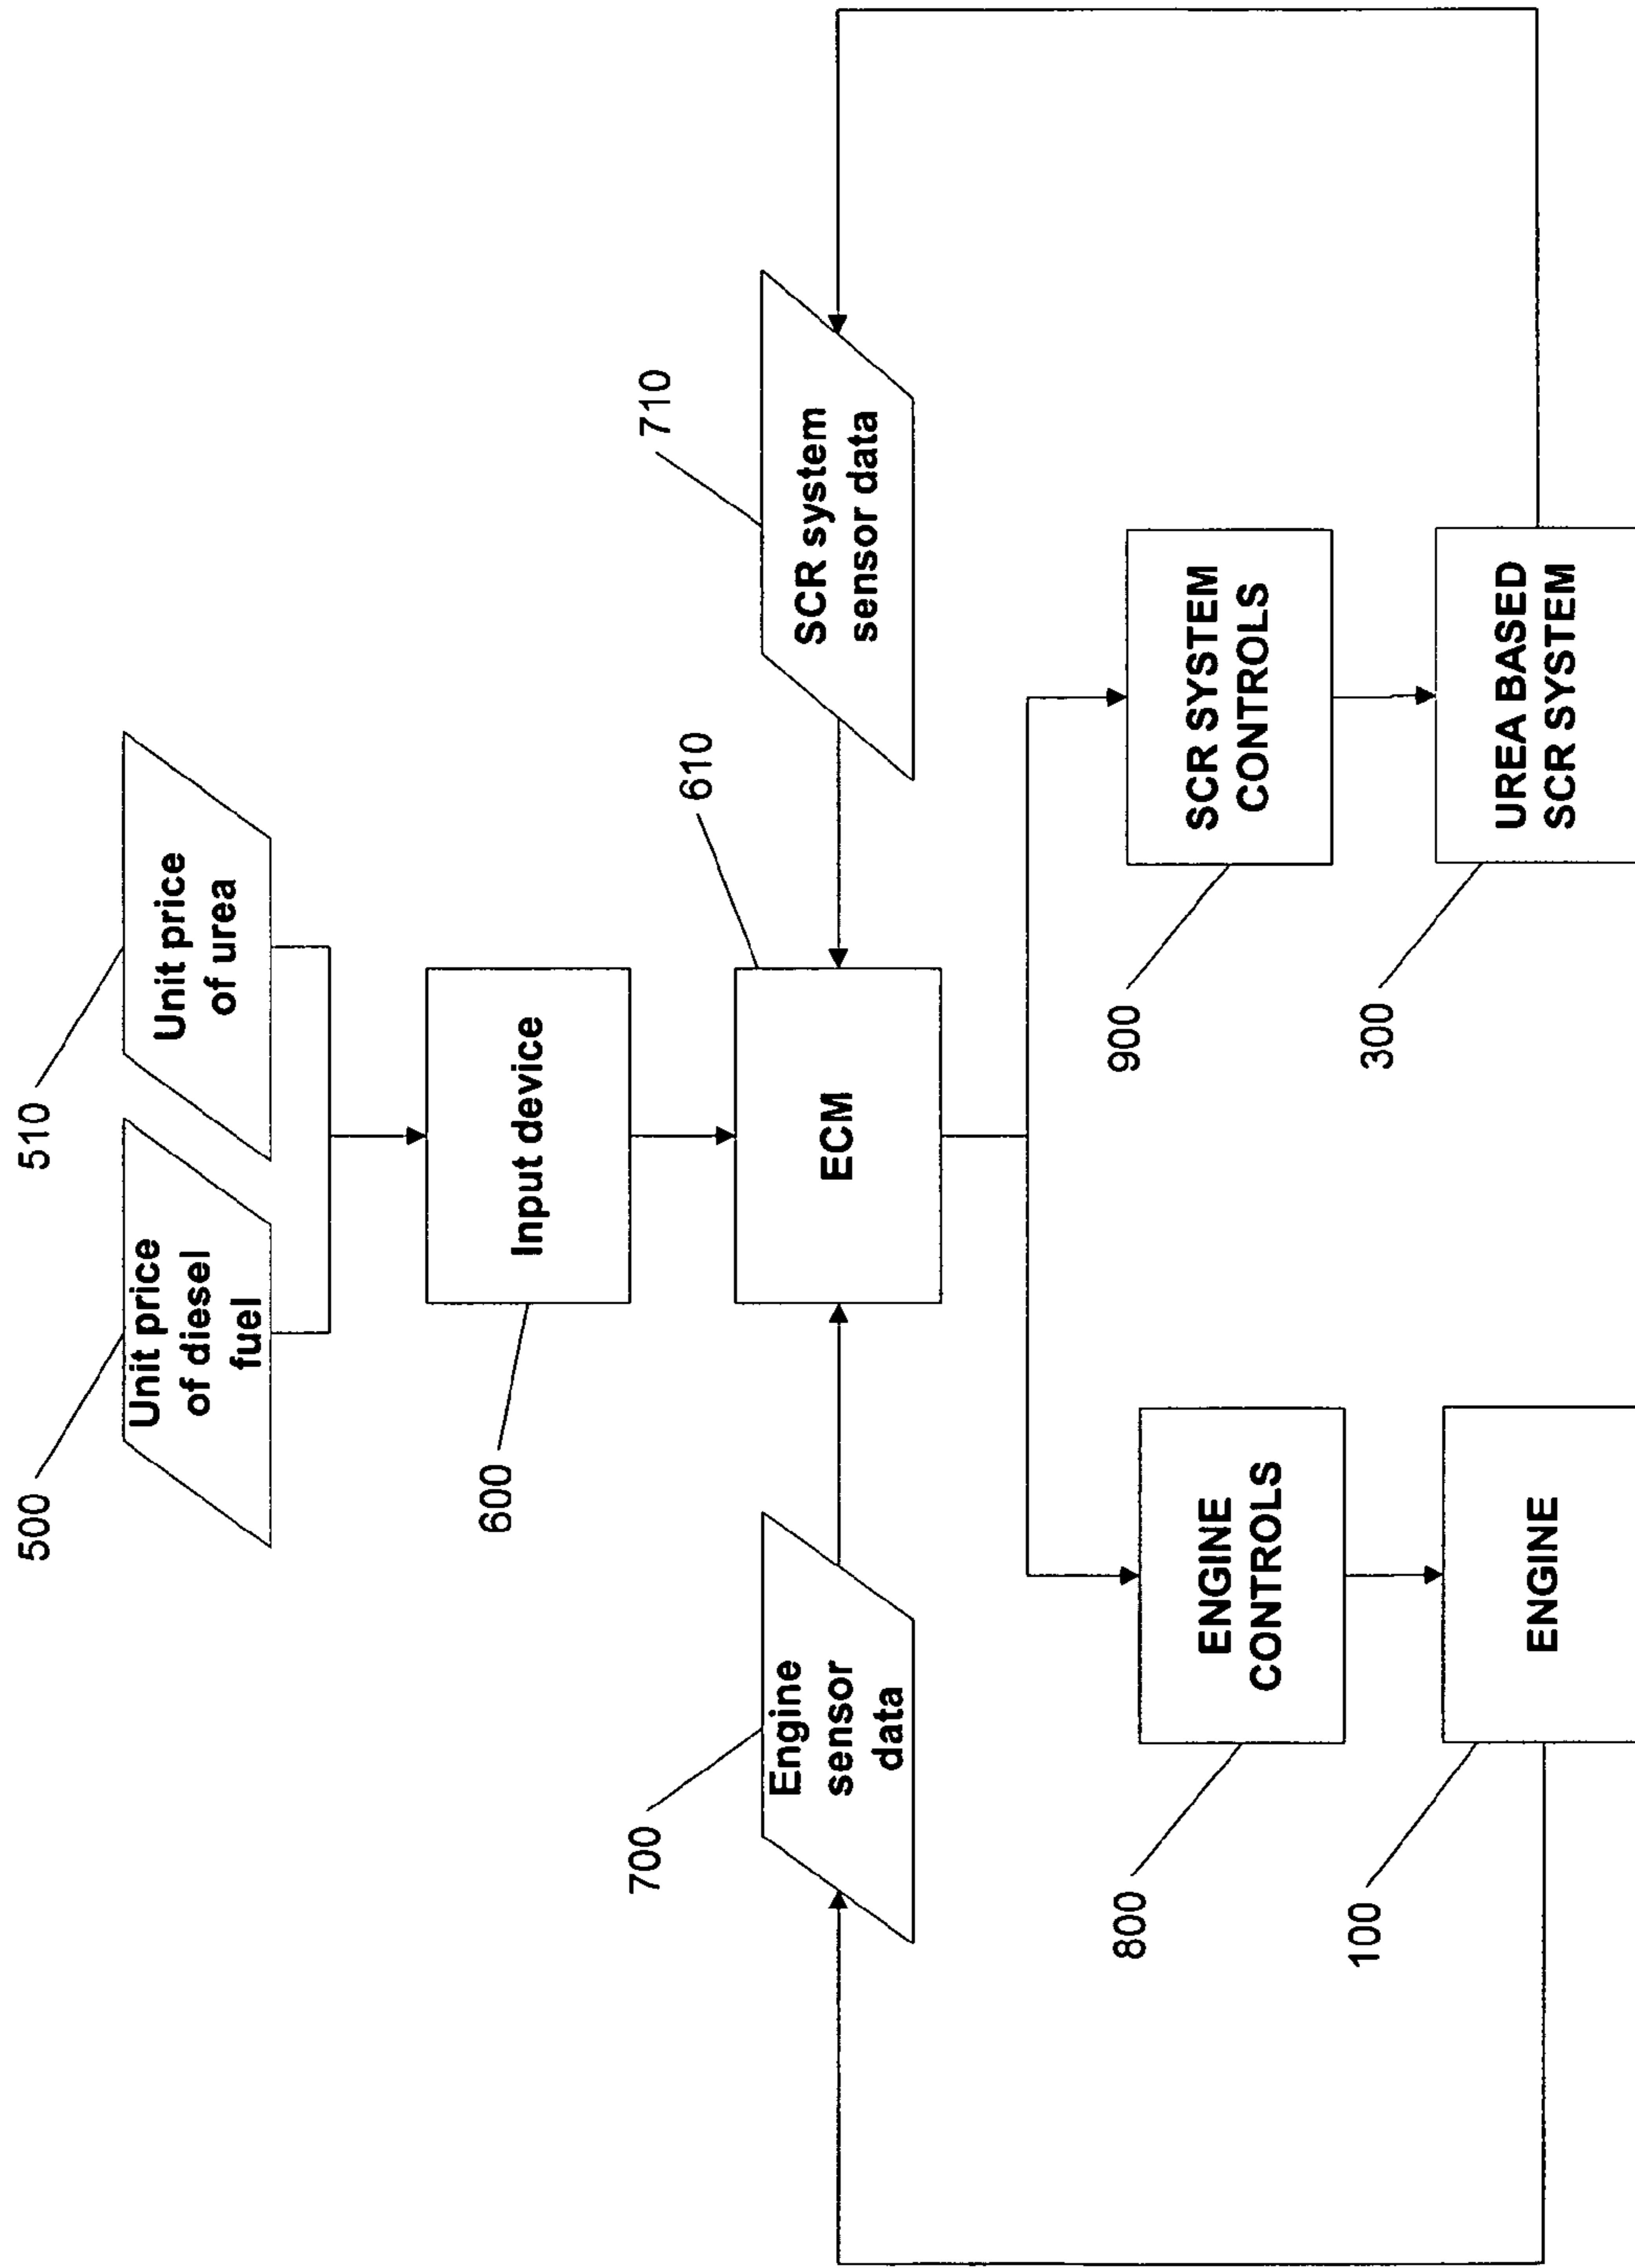 500
510
Unit price
of diesel
fuel
Unit price
of urea
600
Input device
700
710
Engine
sensor
data
610
ECM
SCR system
sensor data
800
ENGINE
CONTROLS
900
SCR SYSTEM
CONTROLS
100
ENGINE
300
UREA BASED
SCR SYSTEM